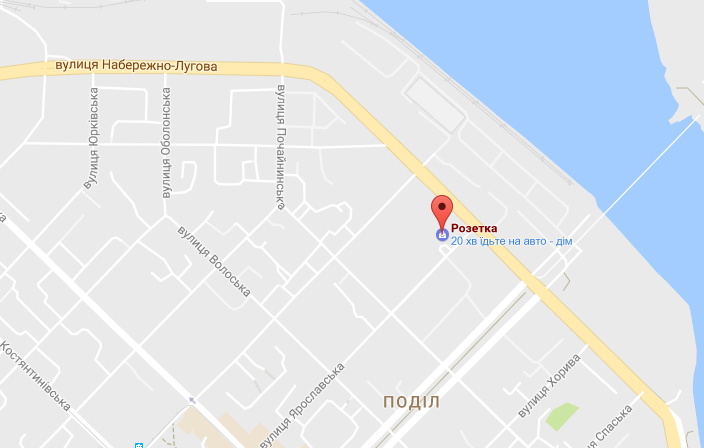 вулиця Набережно-Лугова
вулиця Юрківська
вулиця Оболонська
вулиця Почайнинська
вулиця Волоська
Розетка
20 хв їдьте на авто - дім
Костянтинівська
вулиця Ярославська
ПОДІЛ
вулиця Хорива
Спаська